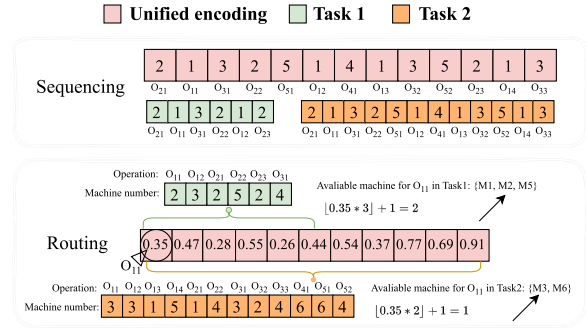 Unified encoding Task 1 Task 2
Sequencing
2 1 3 2 5 1 4 1 3 5 2 1 3
O₂₁ O₁₁ O₃₁ O₂₂ O₅₁ O₁₂ O₄₁ O₁₃ O₃₂ O₅₂ O₂₃ O₁₄ O₃₃
2 1 3 2 1 2
O₂₁ O₁₁ O₃₁ O₂₂ O₁₂ O₂₃
2 1 3 2 5 1 4 1 3 5 1 3
O₂₁ O₁₁ O₃₁ O₂₂ O₅₁ O₁₂ O₄₁ O₁₃ O₃₂ O₅₂ O₁₄ O₃₃
Operation: O₁₁ O₁₂ O₂₁ O₂₂ O₂₃ O₃₁
Machine number: 2 3 2 5 2 4
Avaliable machine for O₁₁ in Task1: {M1, M2, M5}
⌊0.35 * 3⌋ + 1 = 2
Routing
0.35 0.47 0.28 0.55 0.26 0.44 0.54 0.37 0.77 0.69 0.91
O₁₁
Operation: O₁₁ O₁₂ O₁₃ O₁₄ O₂₁ O₂₂ O₃₁ O₃₂ O₃₃ O₄₁ O₅₁ O₅₂
Machine number: 3 3 1 5 1 4 3 2 4 6 6 4
Avaliable machine for O₁₁ in Task2: {M3, M6}
⌊0.35 * 2⌋ + 1 = 1